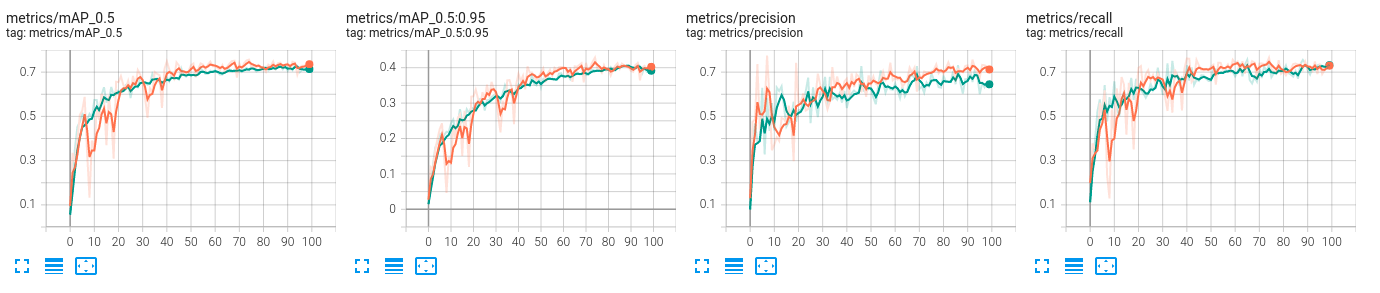 metrics/mAP_0.5
tag: metrics/mAP_0.5
0.7
0.5
0.3
0.1
0 10 20 30 40 50 60 70 80 90 100
metrics/mAP_0.5:0.95
tag: metrics/mAP_0.5:0.95
0.4
0.3
0.2
0.1
0
0 10 20 30 40 50 60 70 80 90 100
metrics/precision
tag: metrics/precision
0.7
0.5
0.3
0.1
0 10 20 30 40 50 60 70 80 90 100
metrics/recall
tag: metrics/recall
0.7
0.5
0.3
0.1
0 10 20 30 40 50 60 70 80 90 100